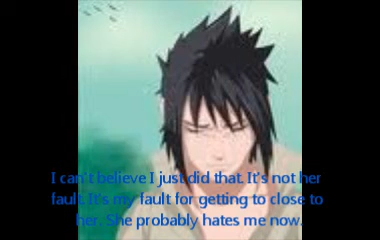 I can't believe I just did that. It's not her
fault. It's my fault for getting to close to
her. She probably hates me now.